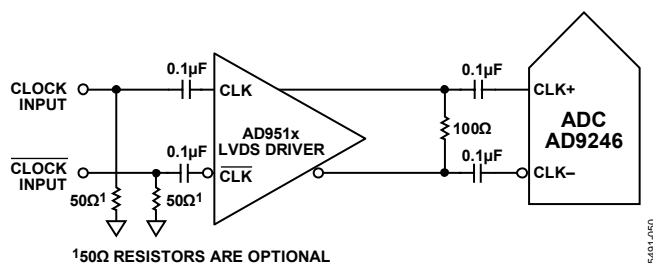 CLOCK
INPUT
0.1µF
CLK
AD951x
LVDS DRIVER
CLOCK
INPUT
0.1µF
CLK
50Ω1
50Ω1
100Ω
0.1µF
CLK+
ADC
AD9246
0.1µF
CLK–
150Ω RESISTORS ARE OPTIONAL